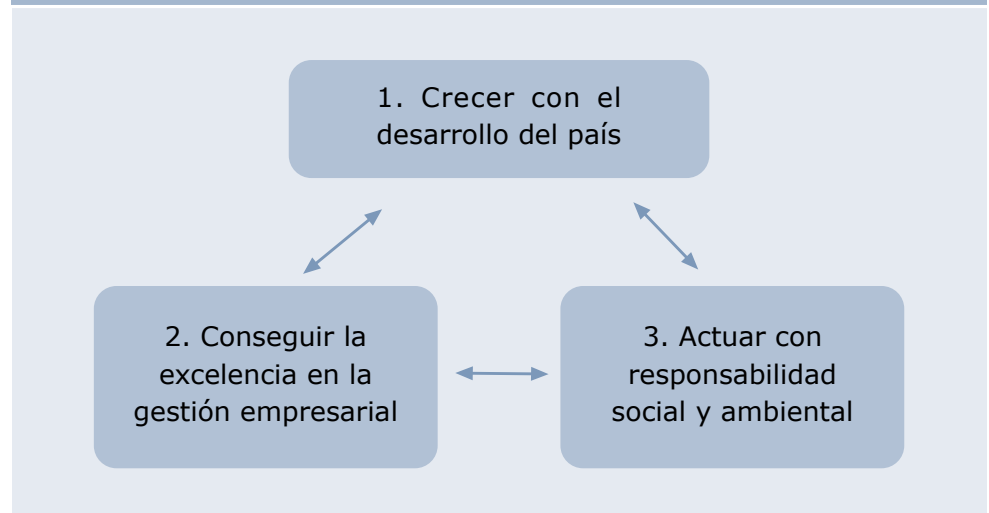 1. Crecer con el
desarrollo del país
2. Conseguir la
excelencia en la
gestión empresarial
3. Actuar con
responsabilidad
social y ambiental